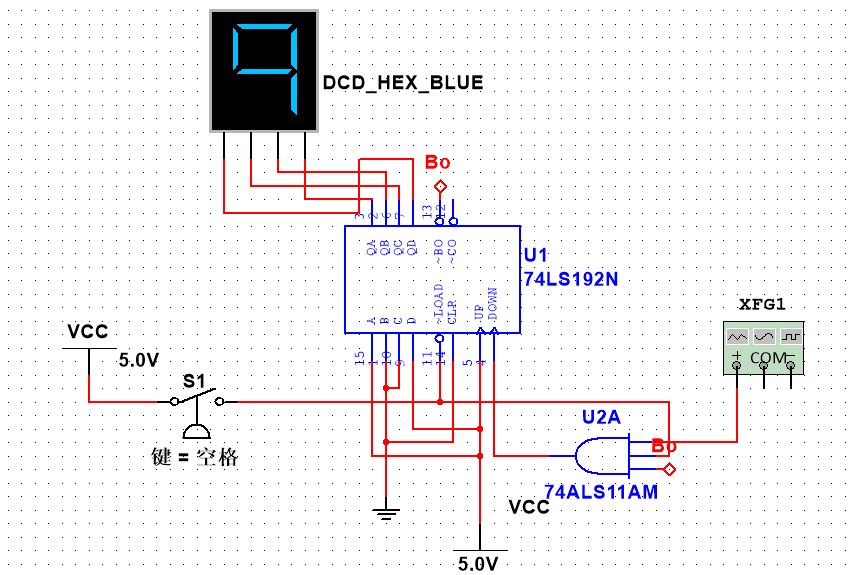 9
DCD_HEX_BLUE
Bo
3 2 6 7 13 12
QA QB QC QD ~BO ~CO
U1
74LS192N
A B C D ~LOAD CLR UP DOWN
15 1 10 9 11 14 5 4
XFG1
COM
VCC
5.0V
S1
键 = 空格
U2A
Bo
74ALS11AM
VCC
5.0V